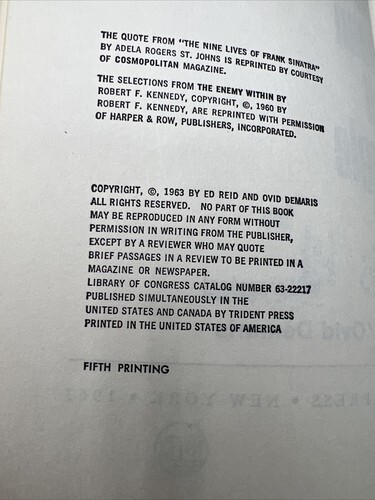 THE QUOTE FROM "THE NINE LIVES OF FRANK SINATRA"
BY ADELA ROGERS ST. JOHNS IS REPRINTED BY COURTESY
OF COSMOPOLITAN MAGAZINE.
THE SELECTIONS FROM THE ENEMY WITHIN BY
ROBERT F. KENNEDY, COPYRIGHT, ©, 1960 BY
ROBERT F. KENNEDY, ARE REPRINTED WITH PERMISSION
OF HARPER & ROW, PUBLISHERS, INCORPORATED.
COPYRIGHT, ©, 1963 BY ED REID AND OVID DEMARIS
ALL RIGHTS RESERVED. NO PART OF THIS BOOK
MAY BE REPRODUCED IN ANY FORM WITHOUT
PERMISSION IN WRITING FROM THE PUBLISHER,
EXCEPT BY A REVIEWER WHO MAY QUOTE
BRIEF PASSAGES IN A REVIEW TO BE PRINTED IN A
MAGAZINE OR NEWSPAPER.
LIBRARY OF CONGRESS CATALOG NUMBER 63-22217
PUBLISHED SIMULTANEOUSLY IN THE
UNITED STATES AND CANADA BY TRIDENT PRESS
PRINTED IN THE UNITED STATES OF AMERICA
FIFTH PRINTING